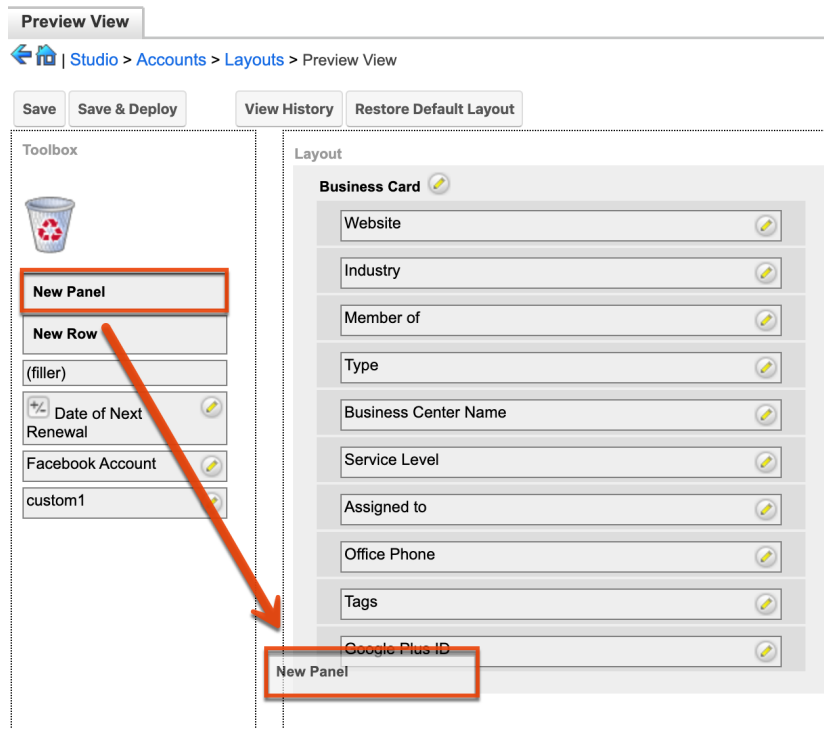 Preview View
| Studio > Accounts > Layouts > Preview View
Save Save & Deploy View History Restore Default Layout
Toolbox
New Panel
New Row
(filler)
+/- Date of Next
Renewal
Facebook Account
custom1
Layout
Business Card
Website
Industry
Member of
Type
Business Center Name
Service Level
Assigned to
Office Phone
Tags
Google Plus ID
New Panel